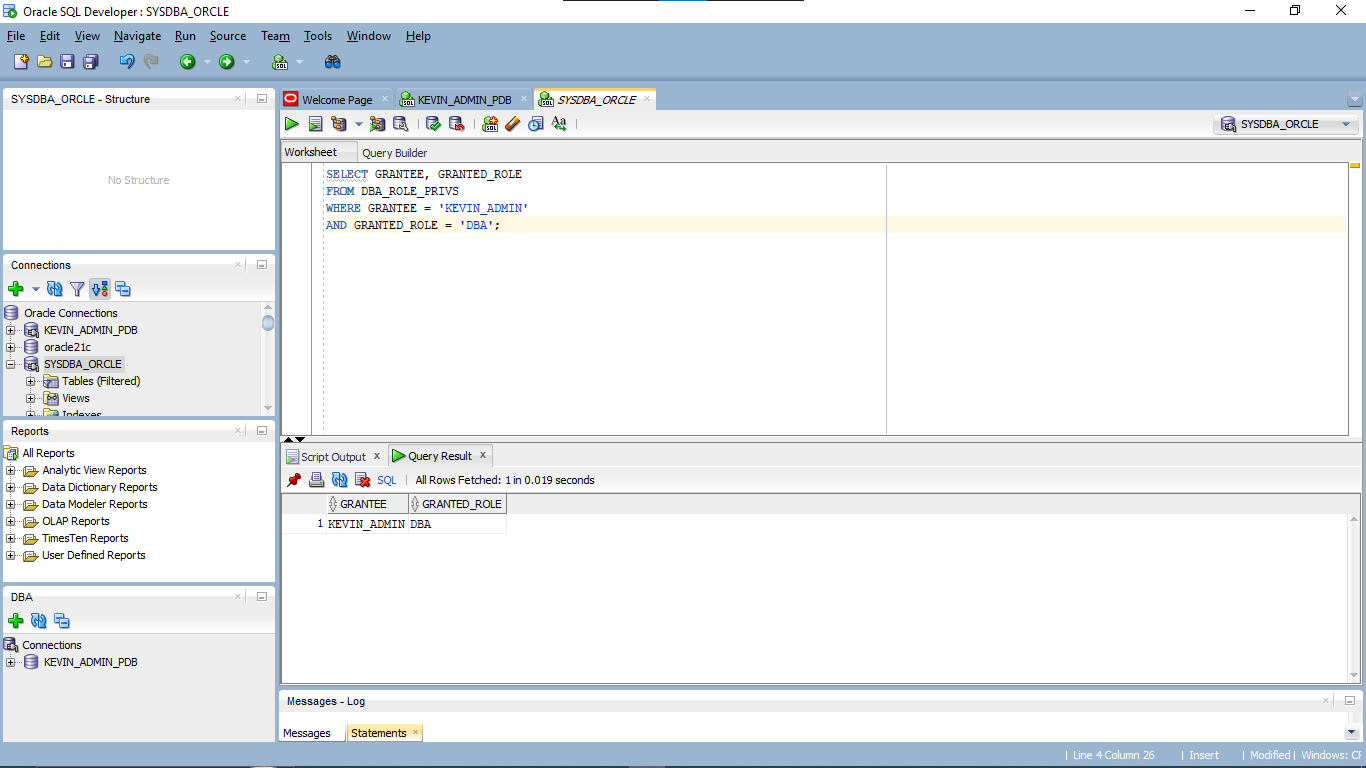 Oracle SQL Developer : SYSDBA_ORCLE
File Edit View Navigate Run Source Team Tools Window Help
SYSDBA_ORCLE - Structure
No Structure
Connections
Oracle Connections
KEVIN_ADMIN_PDB
oracle21c
SYSDBA_ORCLE
Tables (Filtered)
Views
Indexes
Reports
All Reports
Analytic View Reports
Data Dictionary Reports
Data Modeler Reports
OLAP Reports
TimesTen Reports
User Defined Reports
DBA
Connections
KEVIN_ADMIN_PDB
Welcome Page KEVIN_ADMIN_PDB SYSDBA_ORCLE
SYSDBA_ORCLE
Worksheet Query Builder
SELECT GRANTEE, GRANTED_ROLE
FROM DBA_ROLE_PRIVS
WHERE GRANTEE = 'KEVIN_ADMIN'
AND GRANTED_ROLE = 'DBA';
Script Output x Query Result x
SQL | All Rows Fetched: 1 in 0.019 seconds
GRANTEE GRANTED_ROLE
1 KEVIN_ADMIN DBA
Messages - Log
Messages Statements
| Line 4 Column 26 | Insert | Modified | Windows: CF